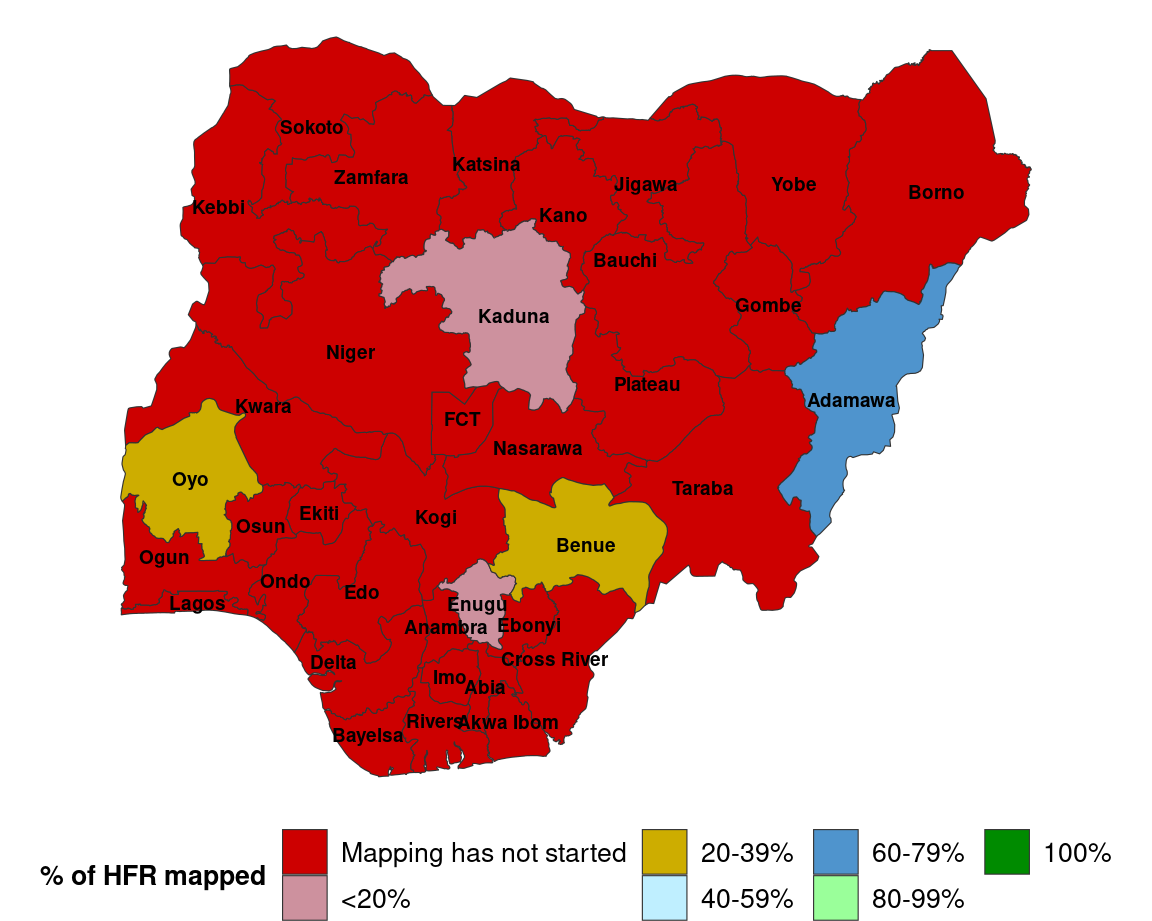 Sokoto
Katsina
Zamfara
Jigawa
Yobe
Borno
Kebbi
Kano
Bauchi
Gombe
Kaduna
Niger
Plateau
Adamawa
Kwara
FCT
Nasarawa
Oyo
Taraba
Ekiti
Kogi
Osun
Benue
Ogun
Ondo
Edo
Lagos
Enugu
Anambra
Ebonyi
Delta
Cross River
Imo
Abia
Rivers
Akwa Ibom
Bayelsa
% of HFR mapped
Mapping has not started
<20%
20-39%
40-59%
60-79%
80-99%
100%